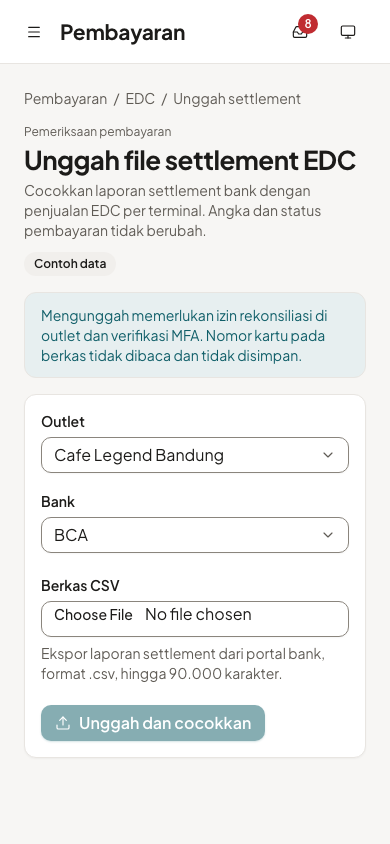 Pembayaran
8
Pembayaran / EDC / Unggah settlement
Pemeriksaan pembayaran
Unggah file settlement EDC
Cocokkan laporan settlement bank dengan
penjualan EDC per terminal. Angka dan status
pembayaran tidak berubah.
Contoh data
Mengunggah memerlukan izin rekonsiliasi di
outlet dan verifikasi MFA. Nomor kartu pada
berkas tidak dibaca dan tidak disimpan.
Outlet
Cafe Legend Bandung
Bank
BCA
Berkas CSV
Choose File No file chosen
Ekspor laporan settlement dari portal bank,
format .csv, hingga 90.000 karakter.
Unggah dan cocokkan